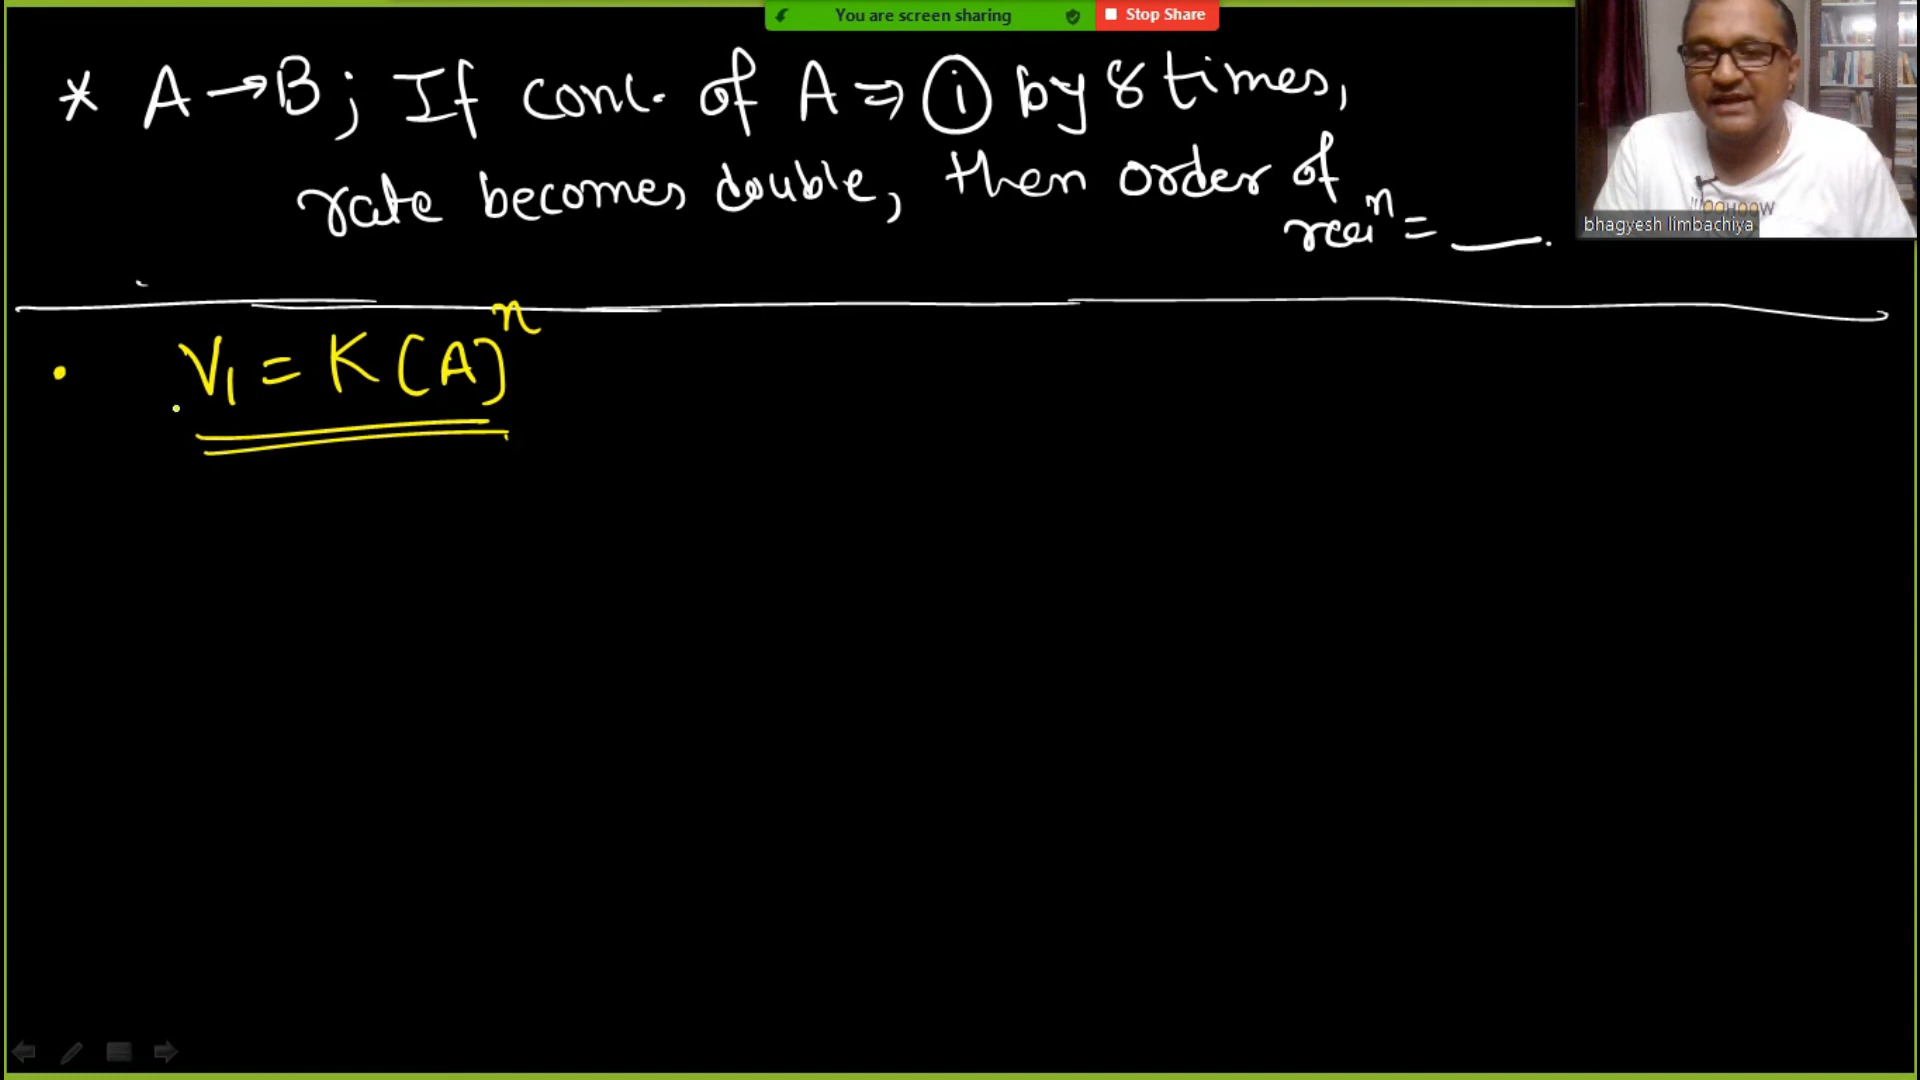 You are screen sharing Stop Share
* A → B ; If conc. of A ⇒ ⓘ by 8 times,
rate becomes double, then order of
reaⁿ = __.
V₁ = K [A]ⁿ
bhagyesh limbachiya